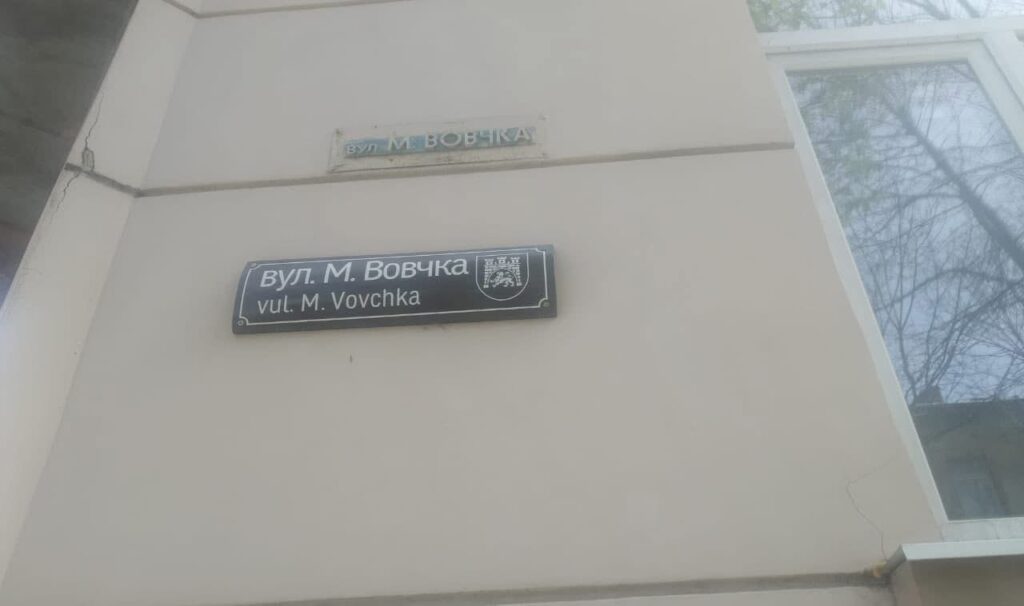 вул. М. ВОВЧКА
вул. М. Вовчка
vul. M. Vovchka